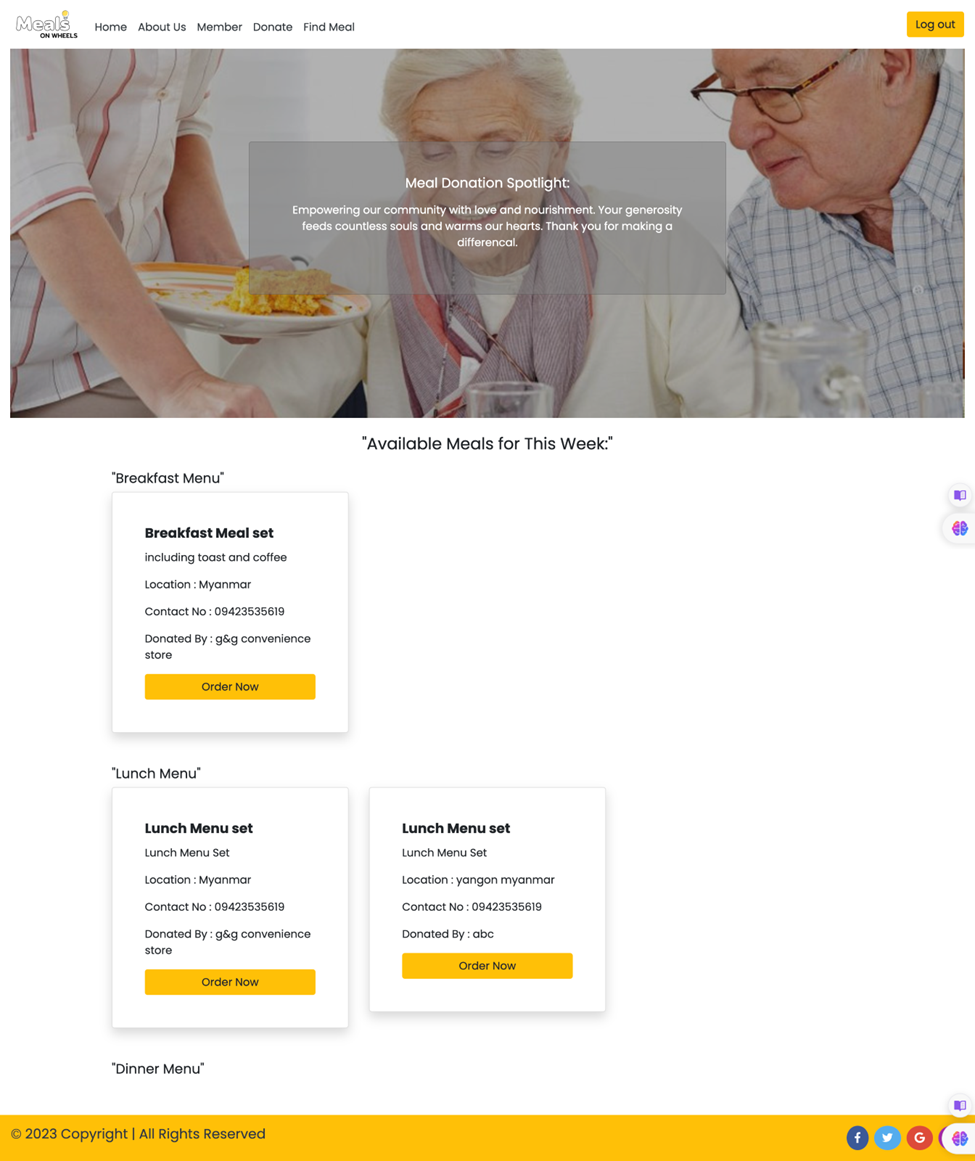 Meals
ON WHEELS
Home About Us Member Donate Find Meal
Log out
Meal Donation Spotlight:
Empowering our community with love and nourishment. Your generosity
feeds countless souls and warms our hearts. Thank you for making a
differencal.
"Available Meals for This Week:"
"Breakfast Menu"
Breakfast Meal set
including toast and coffee
Location : Myanmar
Contact No : 09423535619
Donated By : g&g convenience
store
Order Now
"Lunch Menu"
Lunch Menu set
Lunch Menu Set
Location : Myanmar
Contact No : 09423535619
Donated By : g&g convenience
store
Order Now
Lunch Menu set
Lunch Menu Set
Location : yangon myanmar
Contact No : 09423535619
Donated By : abc
Order Now
"Dinner Menu"
© 2023 Copyright | All Rights Reserved